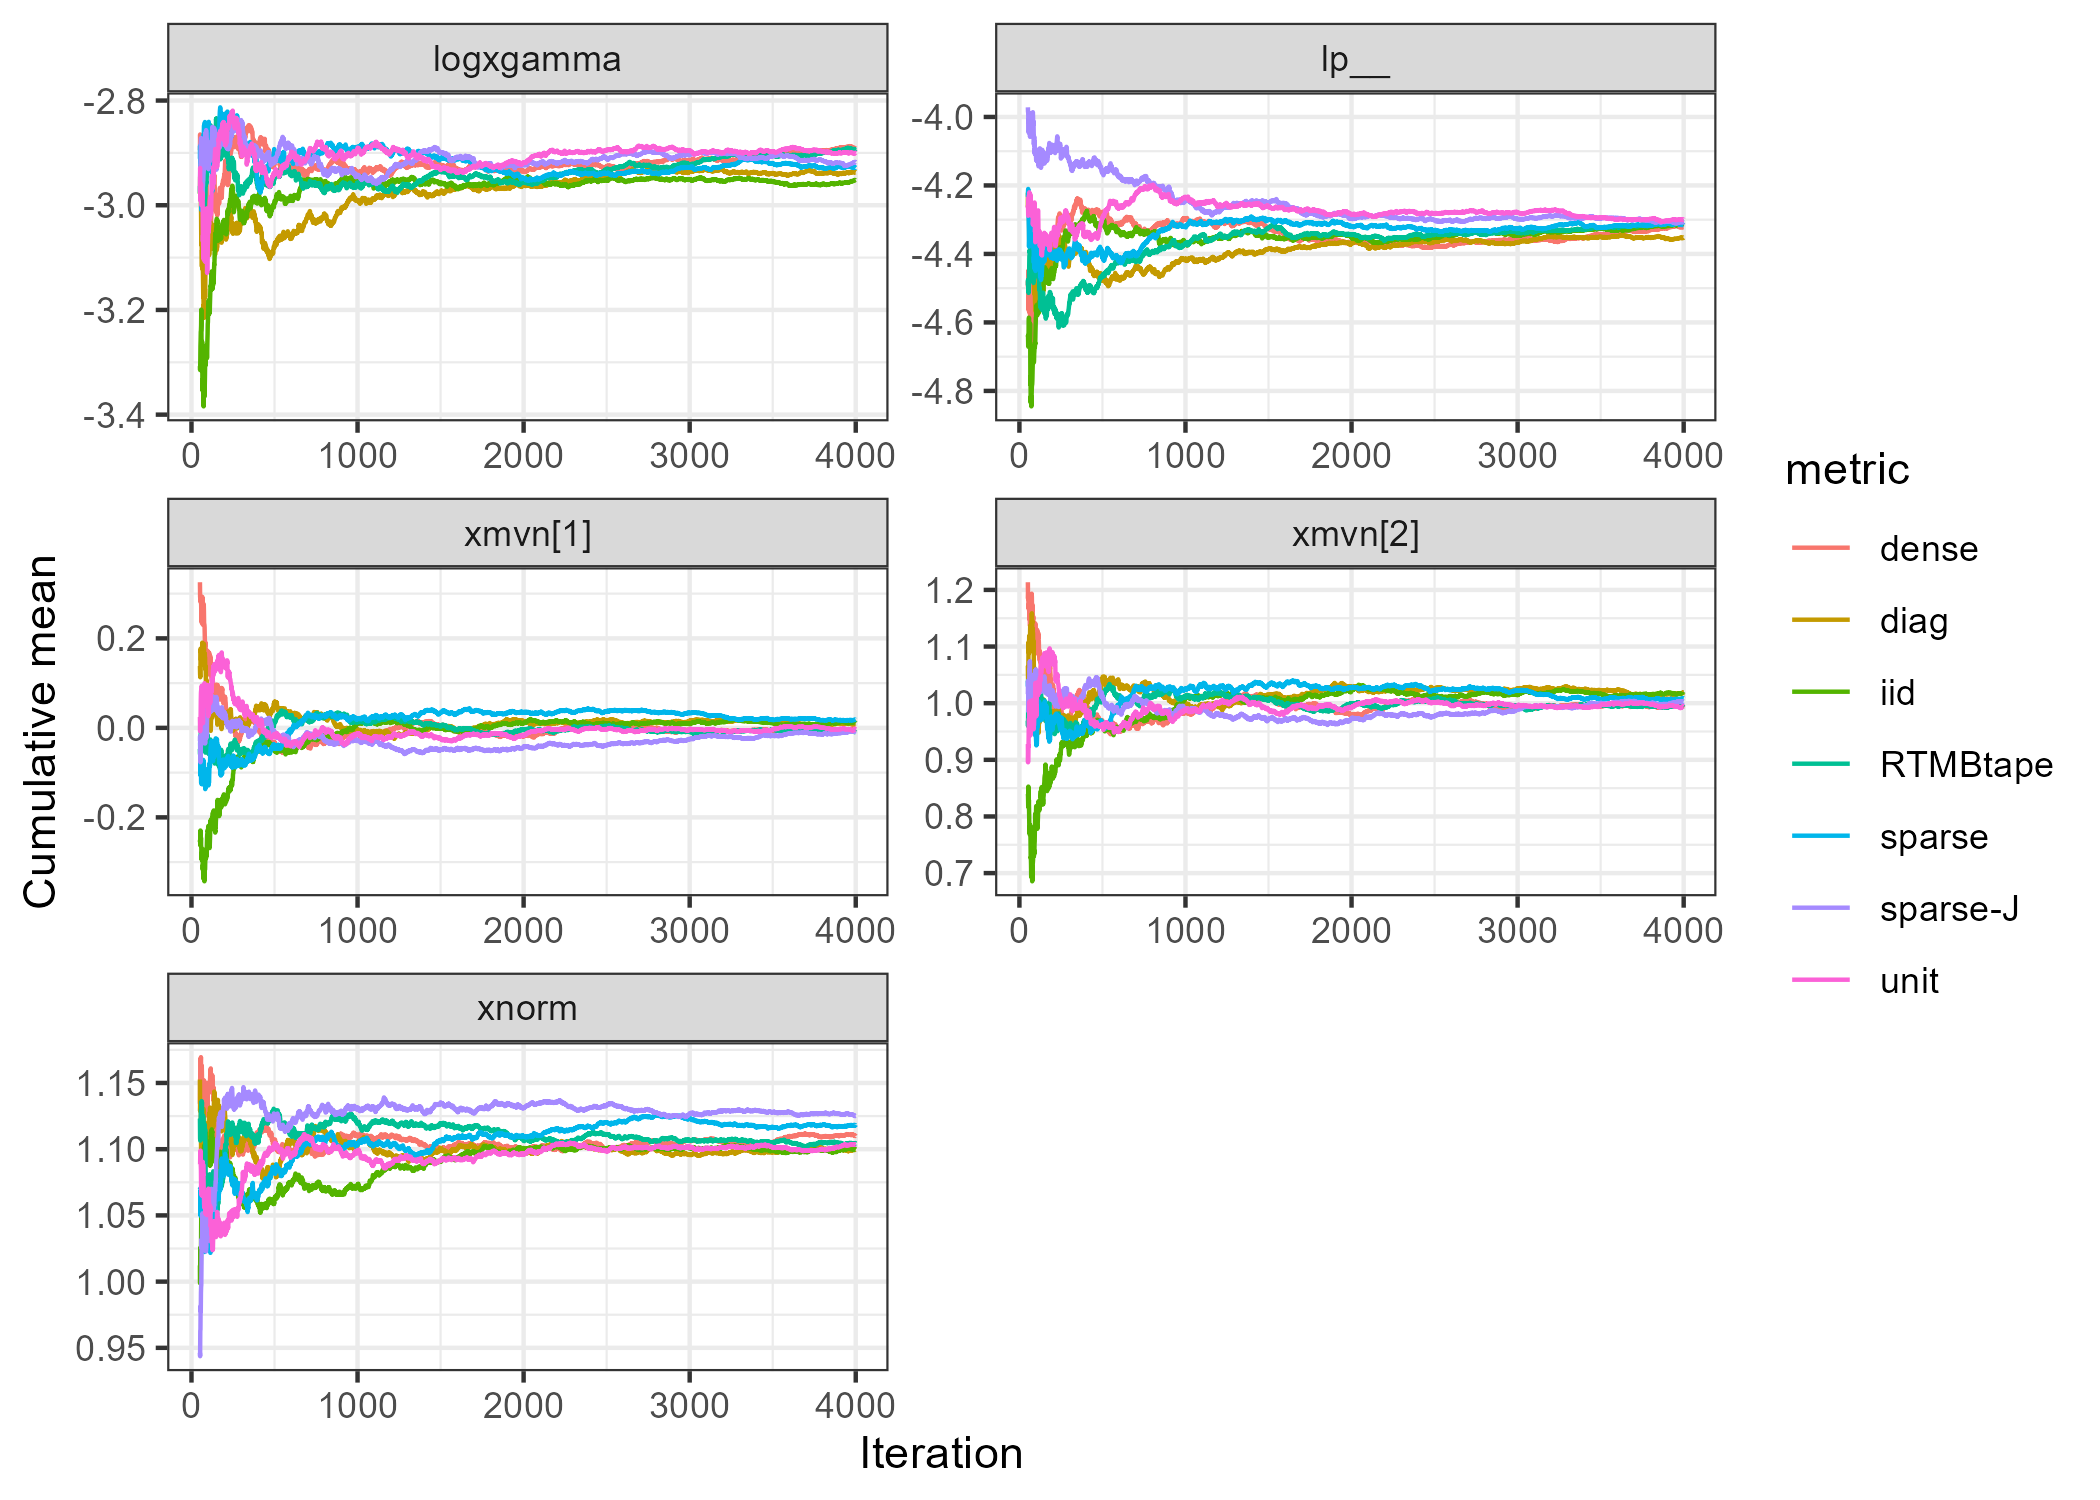 logxgamma
-2.8
-3.0
-3.2
-3.4
0 1000 2000 3000 4000
lp__
-4.0
-4.2
-4.4
-4.6
-4.8
0 1000 2000 3000 4000
xmvn[1]
0.2
0.0
-0.2
0 1000 2000 3000 4000
xmvn[2]
1.2
1.1
1.0
0.9
0.8
0.7
0 1000 2000 3000 4000
xnorm
1.15
1.10
1.05
1.00
0.95
0 1000 2000 3000 4000
Cumulative mean
Iteration
metric
dense
diag
iid
RTMBtape
sparse
sparse-J
unit